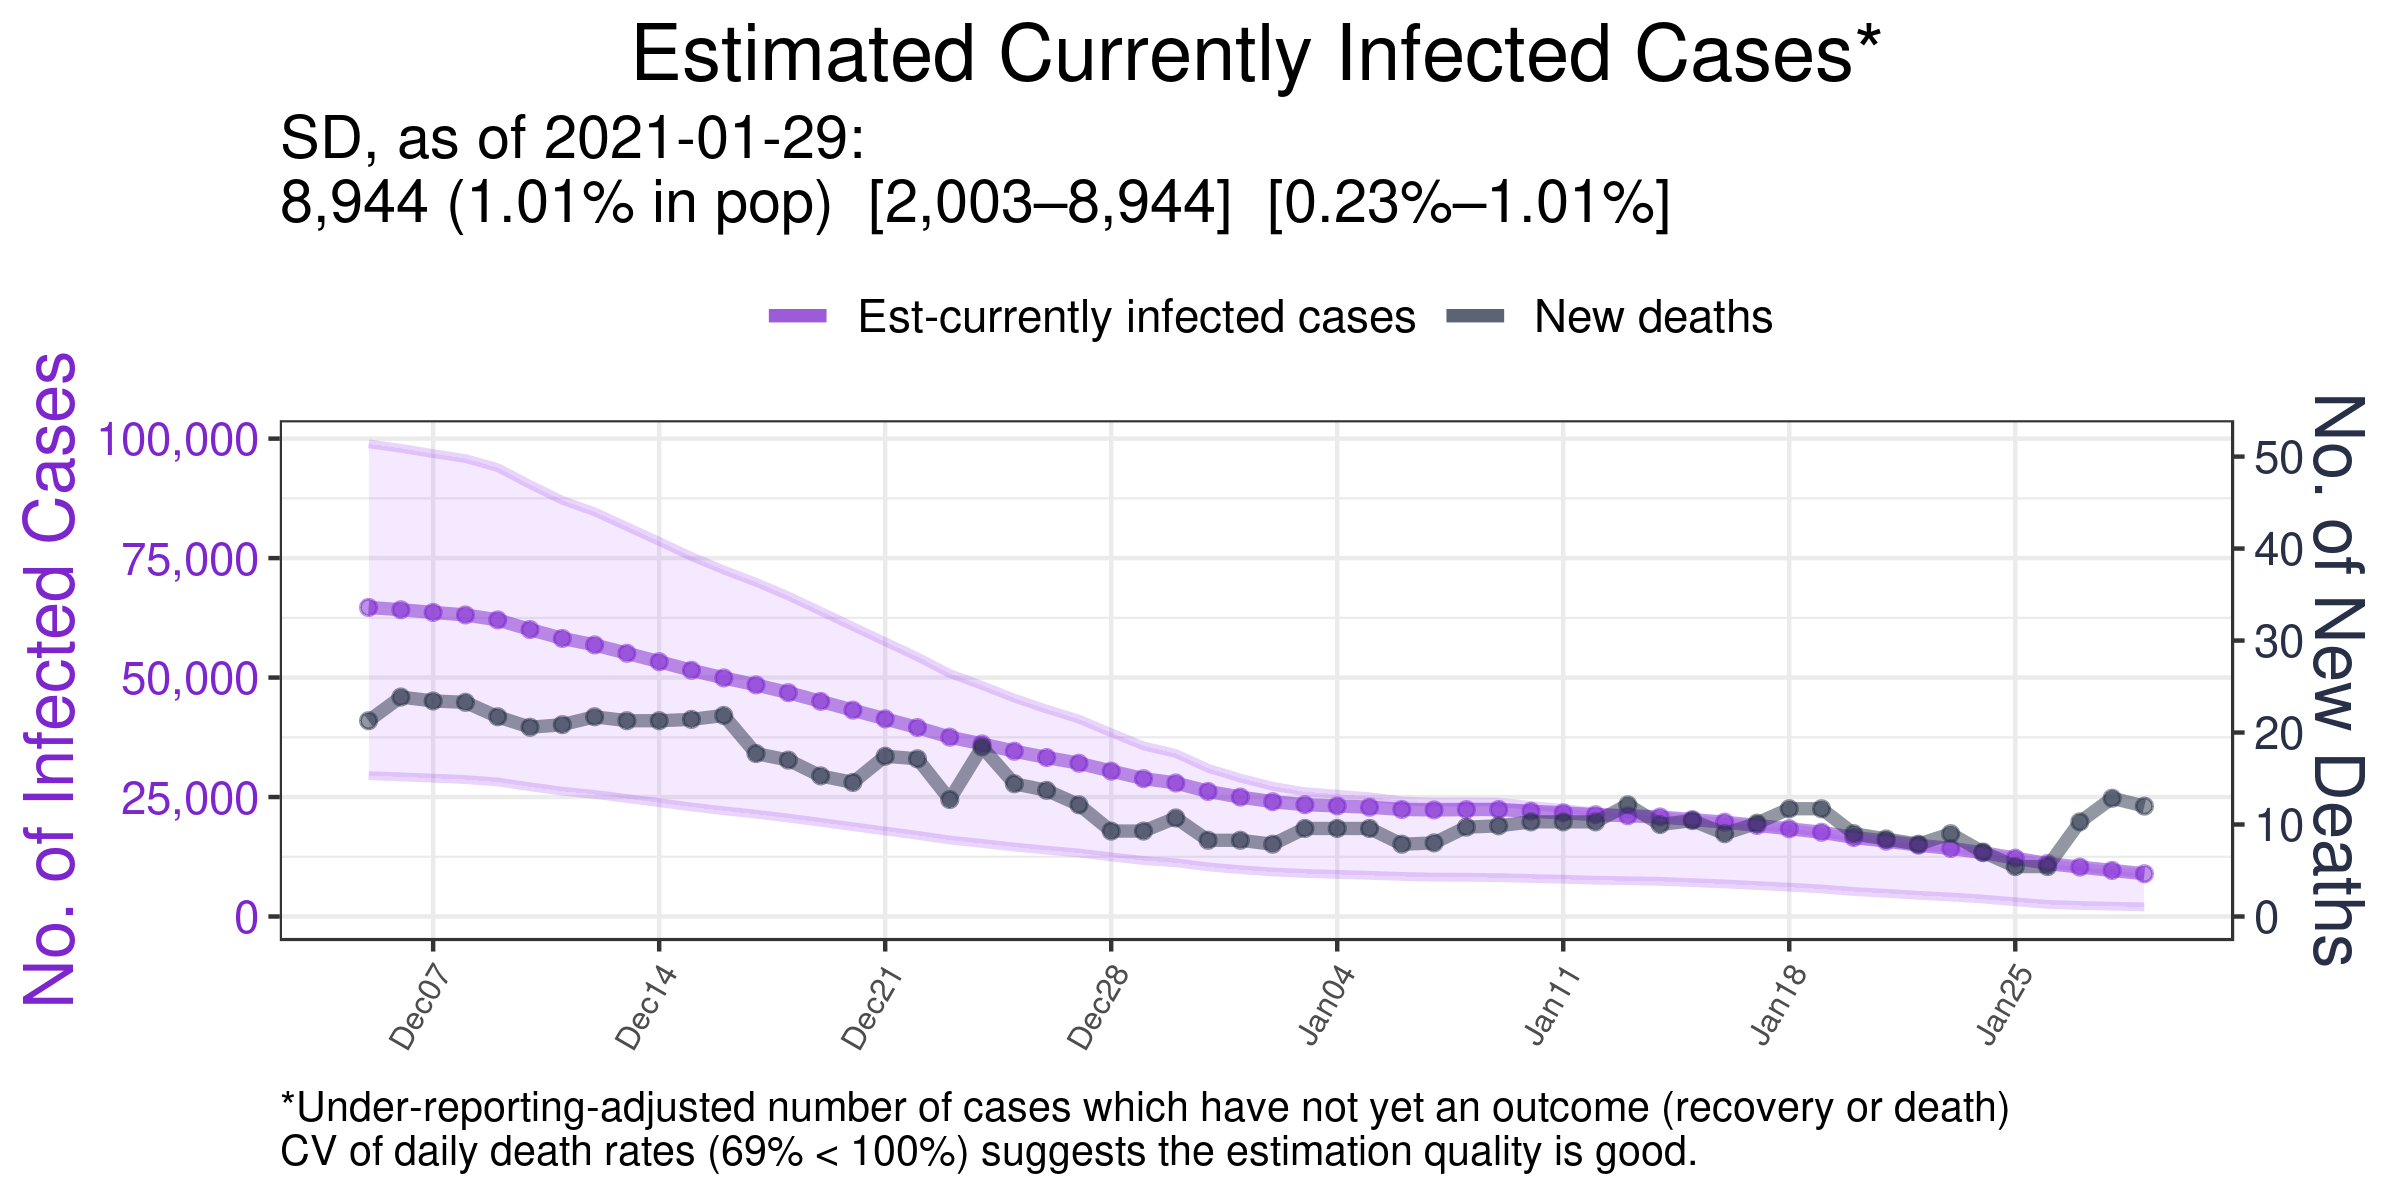 Estimated Currently Infected Cases*
SD, as of 2021-01-29:
8,944 (1.01% in pop)  [2,003–8,944]  [0.23%–1.01%]
Est-currently infected cases
New deaths
No. of Infected Cases
100,000
75,000
50,000
25,000
0
50
40
30
20
10
0
No. of New Deaths
Dec07
Dec14
Dec21
Dec28
Jan04
Jan11
Jan18
Jan25
*Under-reporting-adjusted number of cases which have not yet an outcome (recovery or death)
CV of daily death rates (69% < 100%) suggests the estimation quality is good.